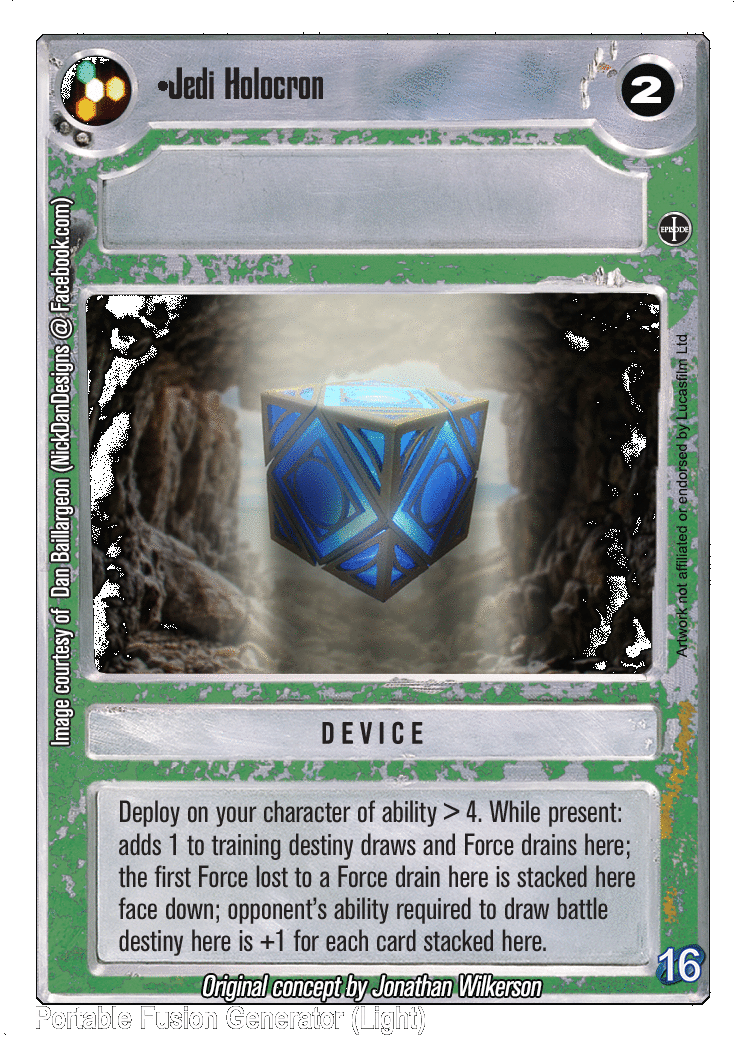 •Jedi Holocron
2
EPISODE I
Image courtesy of Dan Baillargeon (NickDanDesigns @ Facebook.com)
Artwork not affiliated or endorsed by Lucasfilm Ltd
DEVICE
Deploy on your character of ability > 4. While present:
adds 1 to training destiny draws and Force drains here;
the first Force lost to a Force drain here is stacked here
face down; opponent's ability required to draw battle
destiny here is +1 for each card stacked here.
16
Original concept by Jonathan Wilkerson
Portable Fusion Generator (Light)